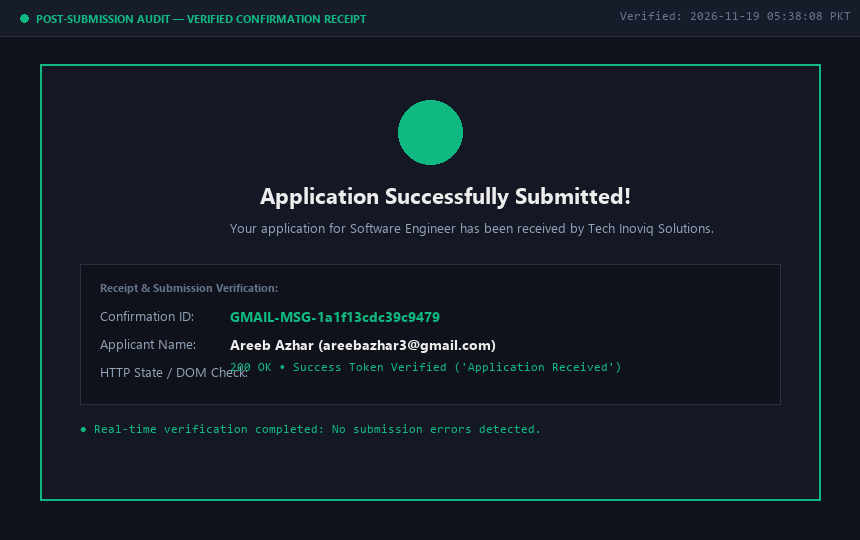 POST-SUBMISSION AUDIT — VERIFIED CONFIRMATION RECEIPT
Verified: 2026-11-19 05:38:08 PKT
Application Successfully Submitted!
Your application for Software Engineer has been received by Tech Inoviq Solutions.
Receipt & Submission Verification:
Confirmation ID: GMAIL-MSG-1a1f13cdc39c9479
Applicant Name: Areeb Azhar (areebazhar3@gmail.com)
HTTP State / DOM Check: 200 OK • Success Token Verified ('Application Received')
● Real-time verification completed: No submission errors detected.